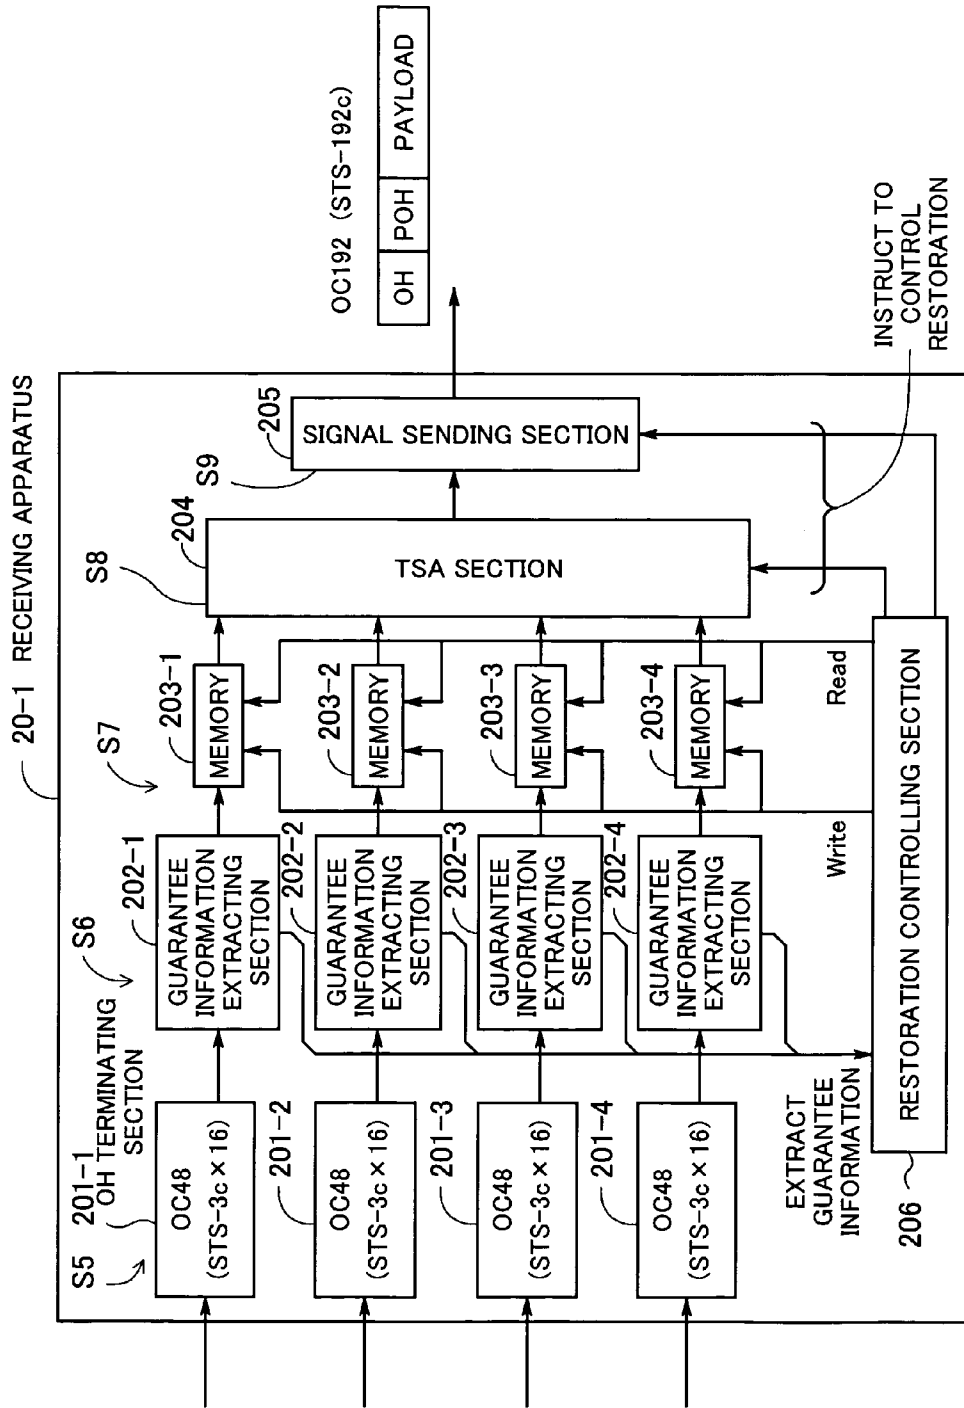 20-1 RECEIVING APPARATUS
S5
201-1
OH TERMINATING
SECTION
S6
S7
S8
204
S9
205
OC192 (STS-192c)
OH
POH
PAYLOAD
OC48
(STS-3c × 16)
202-1
GUARANTEE
INFORMATION
EXTRACTING
SECTION
203-1
MEMORY
TSA SECTION
SIGNAL SENDING SECTION
201-2
OC48
(STS-3c × 16)
202-2
GUARANTEE
INFORMATION
EXTRACTING
SECTION
203-2
MEMORY
201-3
OC48
(STS-3c × 16)
202-3
GUARANTEE
INFORMATION
EXTRACTING
SECTION
203-3
MEMORY
201-4
OC48
(STS-3c × 16)
202-4
GUARANTEE
INFORMATION
EXTRACTING
SECTION
203-4
MEMORY
EXTRACT
GUARANTEE
INFORMATION
Write
Read
INSTRUCT TO
CONTROL
RESTORATION
206
RESTORATION CONTROLLING SECTION